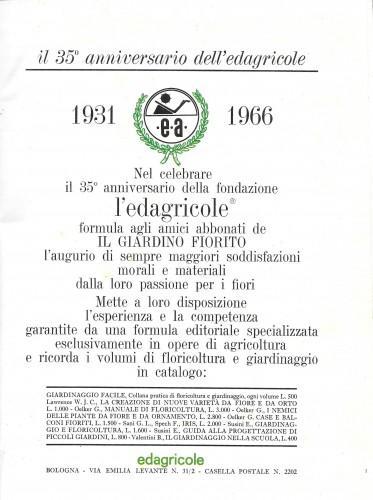 il 35º anniversario dell'edagricole
1931
·e·a·
1966
Nel celebrare
il 35º anniversario della fondazione
l'edagricole®
formula agli amici abbonati de
IL GIARDINO FIORITO
l'augurio di sempre maggiori soddisfazioni
morali e materiali
dalla loro passione per i fiori
Mette a loro disposizione
l'esperienza e la competenza
garantite da una formula editoriale specializzata
esclusivamente in opere di agricoltura
e ricorda i volumi di floricoltura e giardinaggio
in catalogo:
GIARDINAGGIO FACILE, Collana pratica di floricoltura e giardinaggio, ogni volume L. 500
Lawrence W. J. C., LA CREAZIONE DI NUOVE VARIETÀ DA FIORE E DA ORTO
L. 1.000 - Oelker G., MANUALE DI FLORICOLTURA, L. 3.000 - Oelker G., I NEMICI
DELLE PIANTE DA FIORE E DA ORNAMENTO, L. 2.800 - Oelker G. CASE E BAL-
CONI FIORITI, L. 1.500 - Sani G. L., Spech F., IRIS, L. 2.000 - Susini E., GIARDINAG-
GIO E FLORICOLTURA, L. 1.600 - Susini E., GUIDA ALLA PROGETTAZIONE DI
PICCOLI GIARDINI, L. 800 - Valentini B., IL GIARDINAGGIO NELLA SCUOLA, L. 400
edagricole
BOLOGNA - VIA EMILIA LEVANTE N. 31/2 - CASELLA POSTALE N. 2202